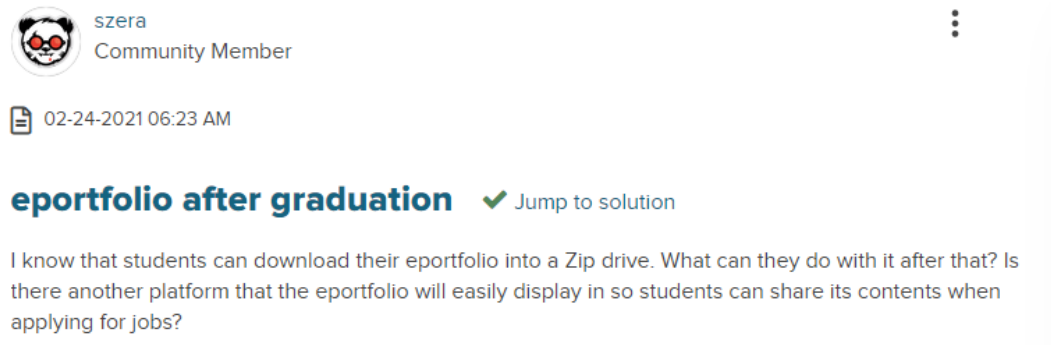 szera
Community Member
02-24-2021 06:23 AM
eportfolio after graduation Jump to solution
I know that students can download their eportfolio into a Zip drive. What can they do with it after that? Is
there another platform that the eportfolio will easily display in so students can share its contents when
applying for jobs?